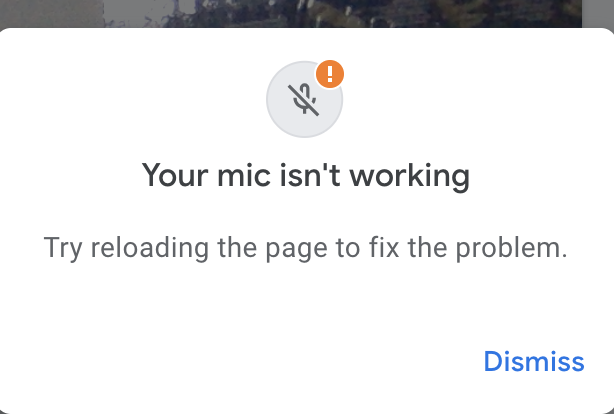 Your mic isn't working
Try reloading the page to fix the problem.
Dismiss